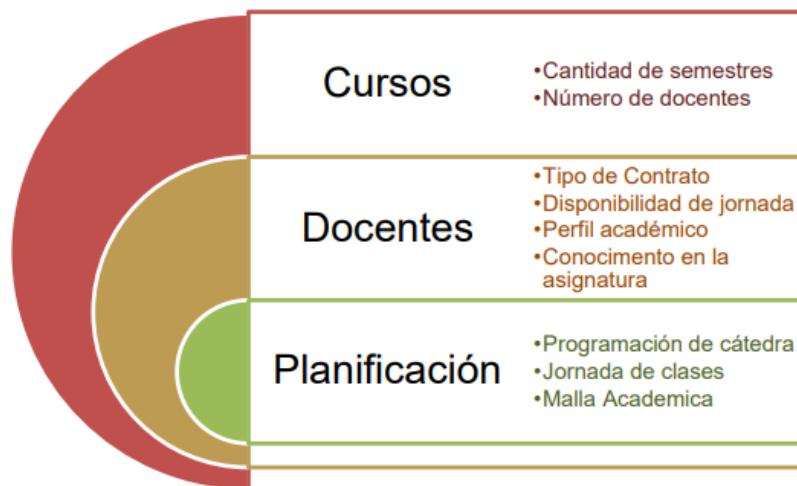 Cursos
•Cantidad de semestres
•Número de docentes
Docentes
•Tipo de Contrato
•Disponibilidad de jornada
•Perfil académico
•Conocimiento en la
asignatura
Planificación
•Programación de cátedra
•Jornada de clases
•Malla Academica